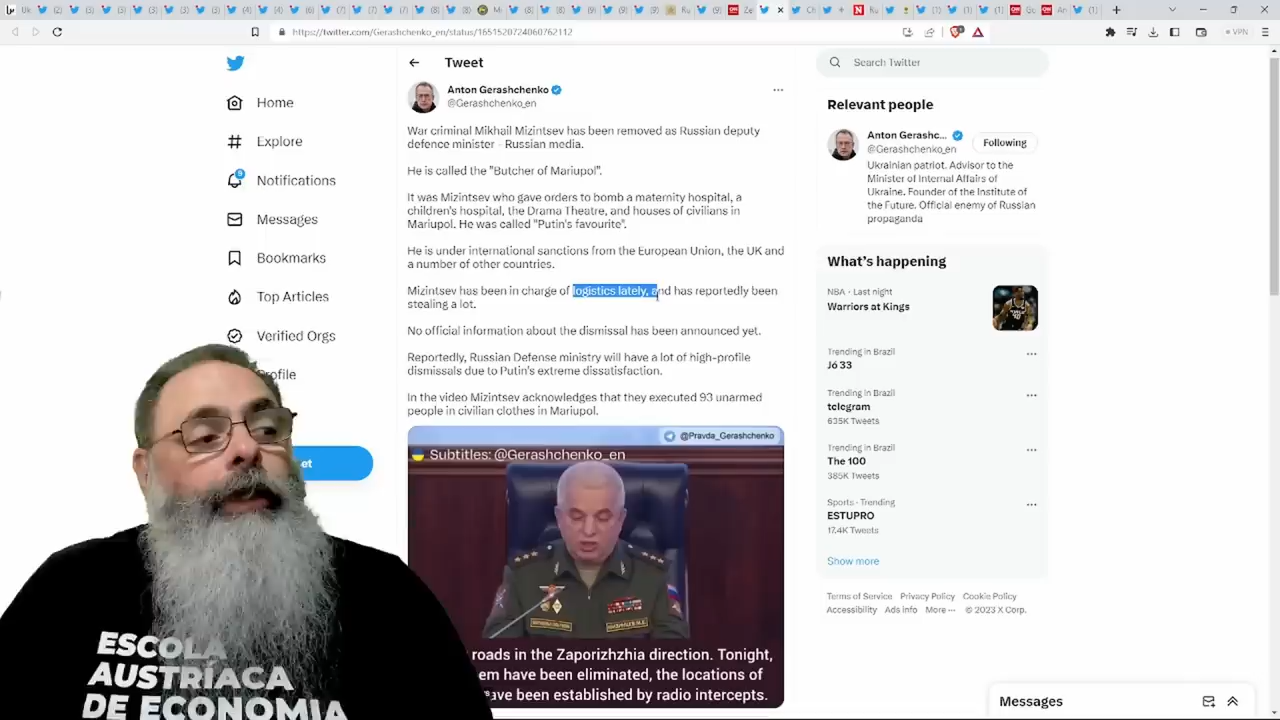 https://twitter.com/Gerashchenko_en/status/1651520724060762112
VPN
Home
Explore
Notifications
Messages
Bookmarks
Top Articles
Verified Orgs
Profile
Tweet
Anton Gerashchenko
@Gerashchenko_en
War criminal Mikhail Mizintsev has been removed as Russian deputy
defence minister - Russian media.
He is called the "Butcher of Mariupol".
It was Mizintsev who gave orders to bomb a maternity hospital, a
children's hospital, the Drama Theatre, and houses of civilians in
Mariupol. He was called "Putin's favourite".
He is under international sanctions from the European Union, the UK and
a number of other countries.
Mizintsev has been in charge of logistics lately, and has reportedly been
stealing a lot.
No official information about the dismissal has been announced yet.
Reportedly, Russian Defense ministry will have a lot of high-profile
dismissals due to Putin's extreme dissatisfaction.
In the video Mizintsev acknowledges that they executed 93 unarmed
people in civilian clothes in Mariupol.
@Pravda_Gerashchenko
Subtitles: @Gerashchenko_en
roads in the Zaporizhzhia direction. Tonight,
em have been eliminated, the locations of
ave been established by radio intercepts.
Search Twitter
Relevant people
Anton Gerashc...
@Gerashchenko_en
Following
Ukrainian patriot. Advisor to the
Minister of Internal Affairs of
Ukraine. Founder of the Institute of
the Future. Official enemy of Russian
propaganda
What's happening
NBA · Last night
Warriors at Kings
Trending in Brazil
Jó 33
Trending in Brazil
telegram
635K Tweets
Trending in Brazil
The 100
385K Tweets
Sports · Trending
ESTUPRO
17.4K Tweets
Show more
Terms of Service Privacy Policy Cookie Policy
Accessibility Ads info More ··· © 2023 X Corp.
Messages
ESCOLA
AUSTRÍACA
DE ECONOMIA